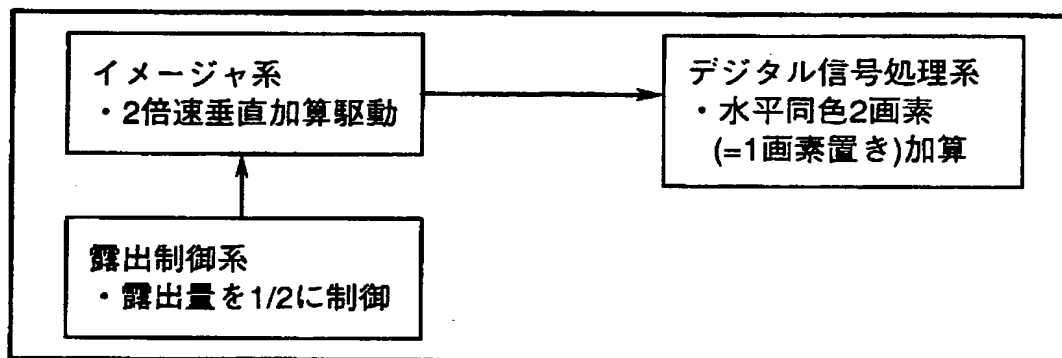 イメージャ系
・2倍速垂直加算駆動
デジタル信号処理系
・水平同色2画素
(=1画素置き)加算
露出制御系
・露出量を1/2に制御